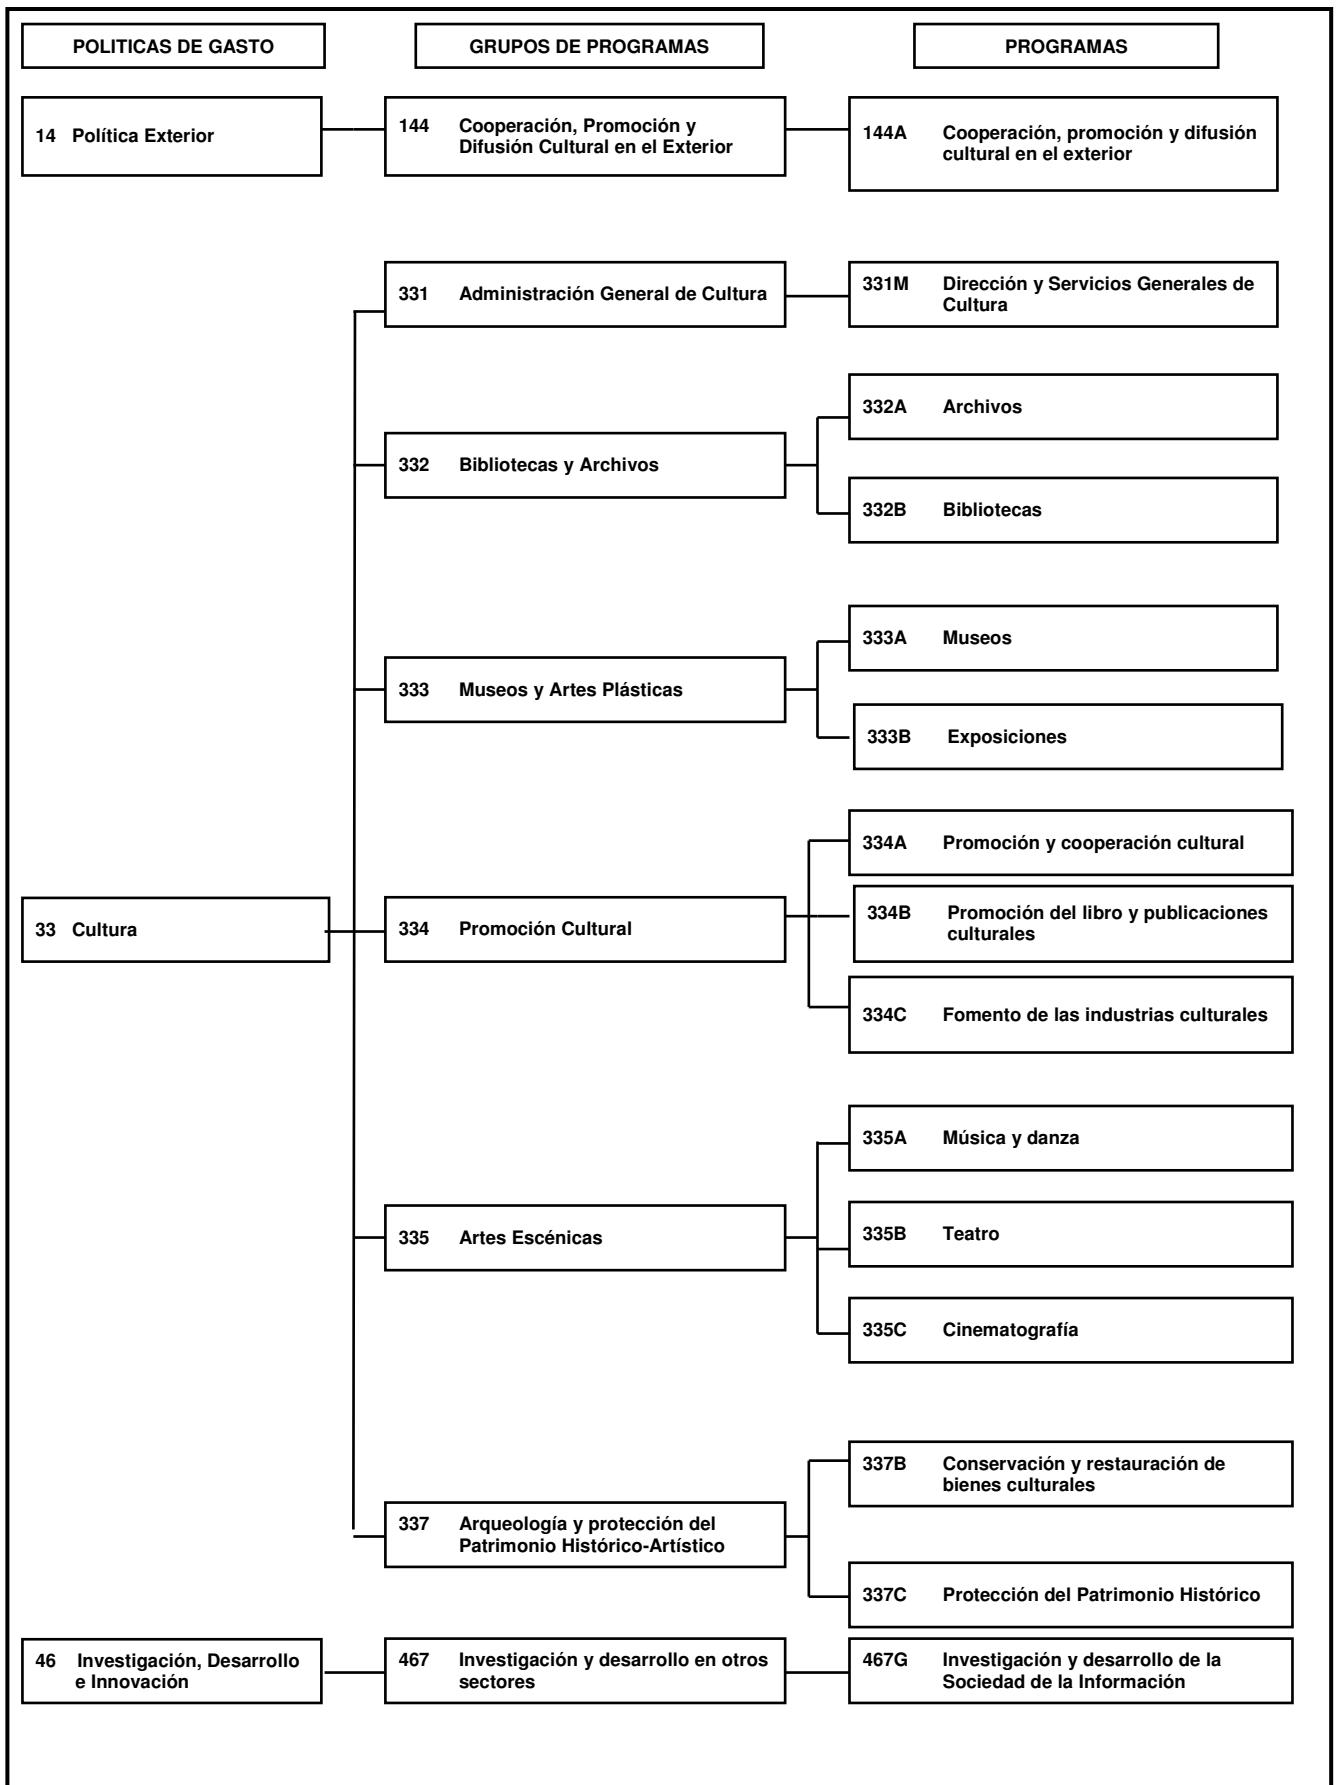 POLITICAS DE GASTO
GRUPOS DE PROGRAMAS
PROGRAMAS
14 Política Exterior
144 Cooperación, Promoción y
Difusión Cultural en el Exterior
144A Cooperación, promoción y difusión
cultural en el exterior
331 Administración General de Cultura
331M Dirección y Servicios Generales de
Cultura
332A Archivos
332 Bibliotecas y Archivos
332B Bibliotecas
333A Museos
333 Museos y Artes Plásticas
333B Exposiciones
334A Promoción y cooperación cultural
33 Cultura
334 Promoción Cultural
334B Promoción del libro y publicaciones
culturales
334C Fomento de las industrias culturales
335A Música y danza
335 Artes Escénicas
335B Teatro
335C Cinematografía
337B Conservación y restauración de
bienes culturales
337 Arqueología y protección del
Patrimonio Histórico-Artístico
337C Protección del Patrimonio Histórico
46 Investigación, Desarrollo
e Innovación
467 Investigación y desarrollo en otros
sectores
467G Investigación y desarrollo de la
Sociedad de la Información